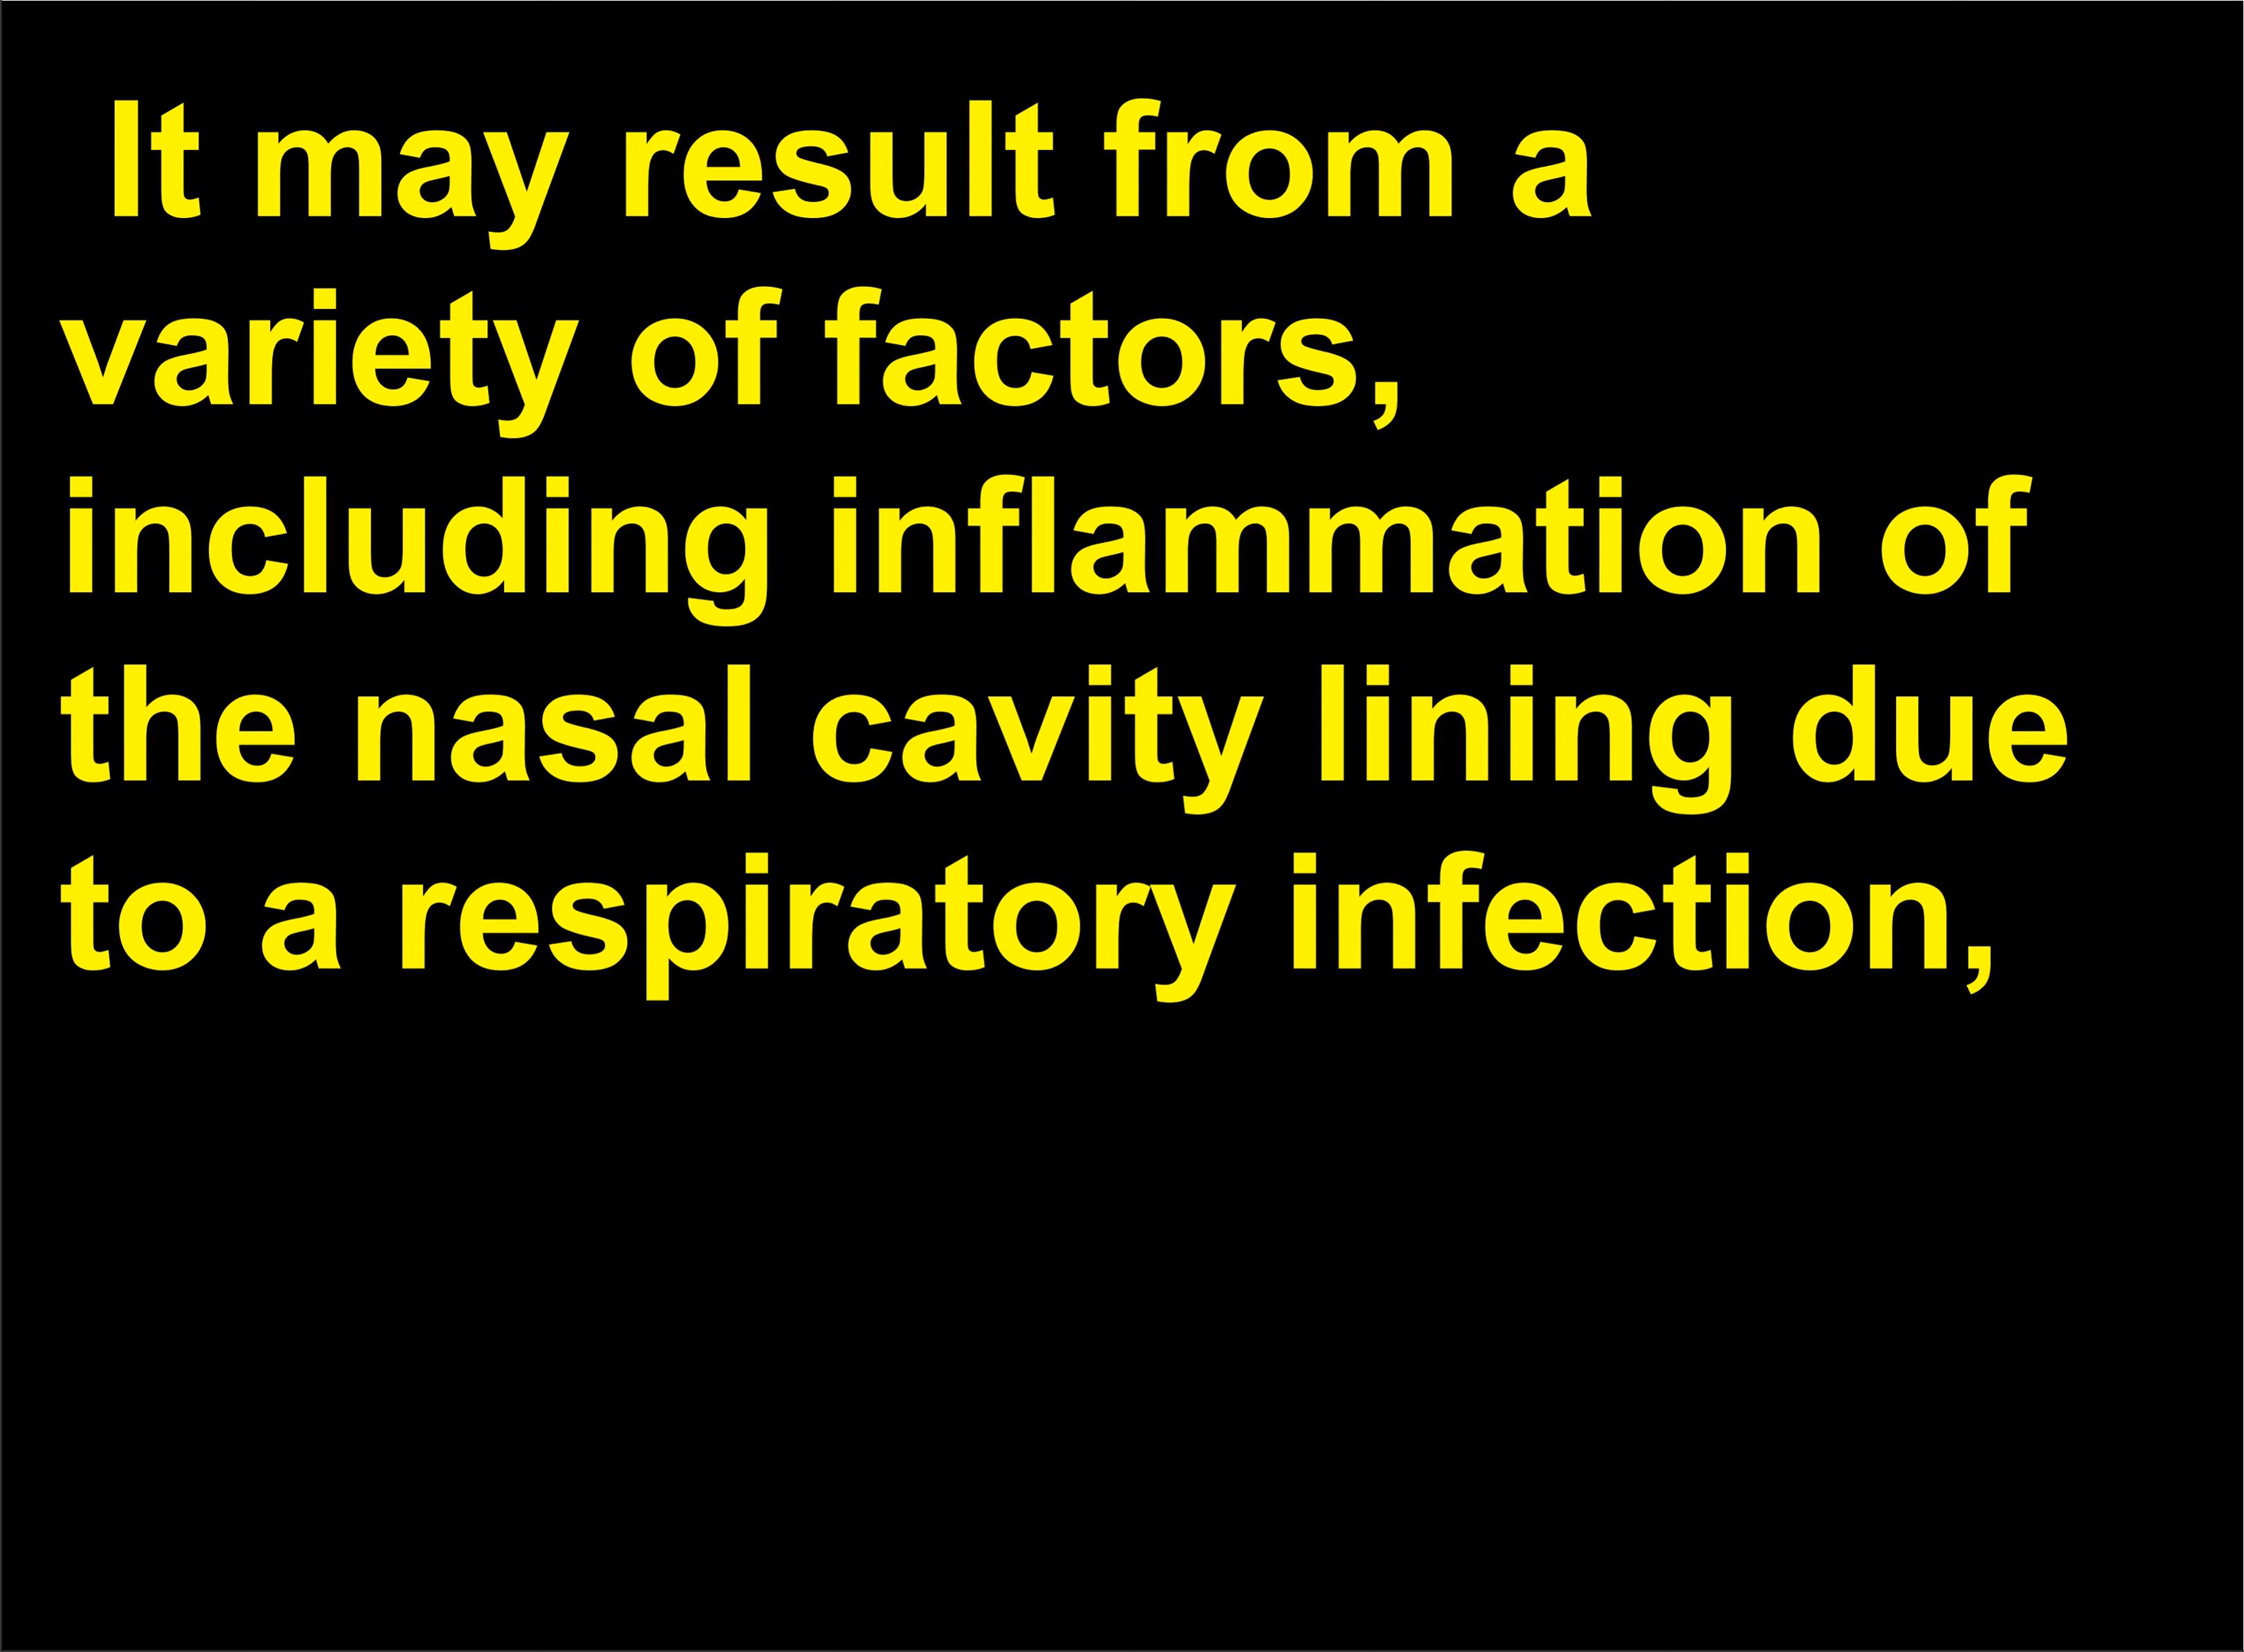 It may result from a
variety of factors,
including inflammation of
the nasal cavity lining due
to a respiratory infection,